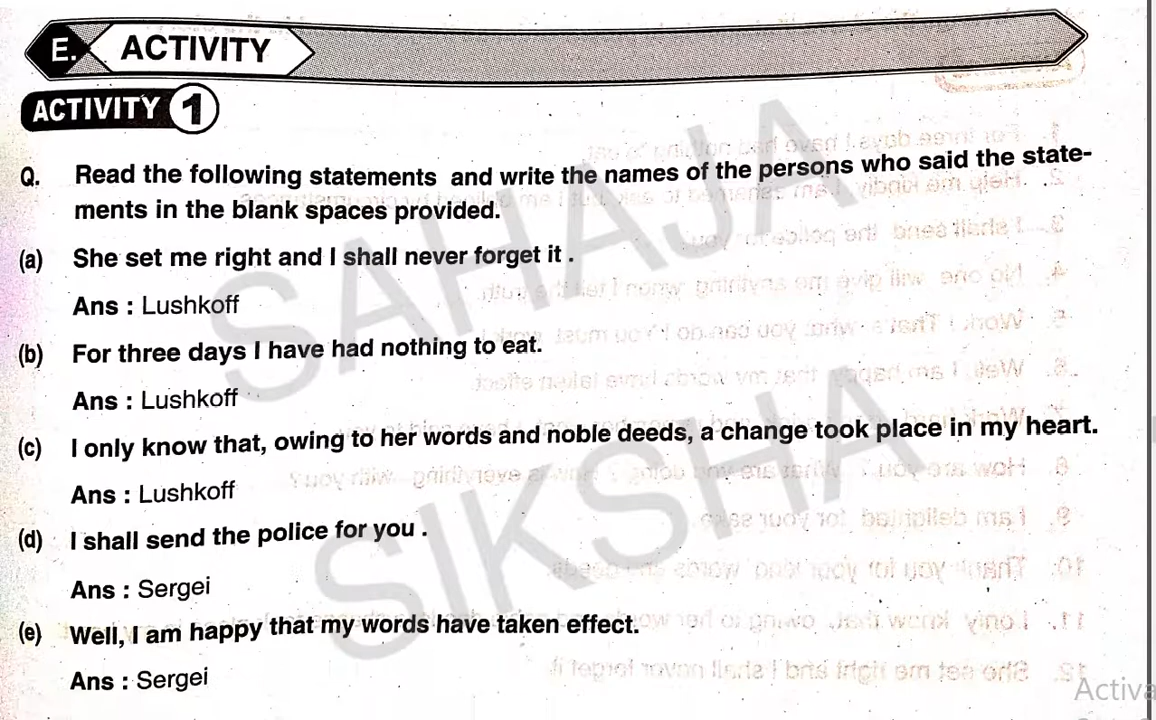 E. ACTIVITY
ACTIVITY 1
Q. Read the following statements and write the names of the persons who said the state-
ments in the blank spaces provided.
(a) She set me right and I shall never forget it .
Ans : Lushkoff
(b) For three days I have had nothing to eat.
Ans : Lushkoff
(c) I only know that, owing to her words and noble deeds, a change took place in my heart.
Ans : Lushkoff
(d) I shall send the police for you .
Ans : Sergei
(e) Well, I am happy that my words have taken effect.
Ans : Sergei
SAHAJA
SIKSHA
Activa